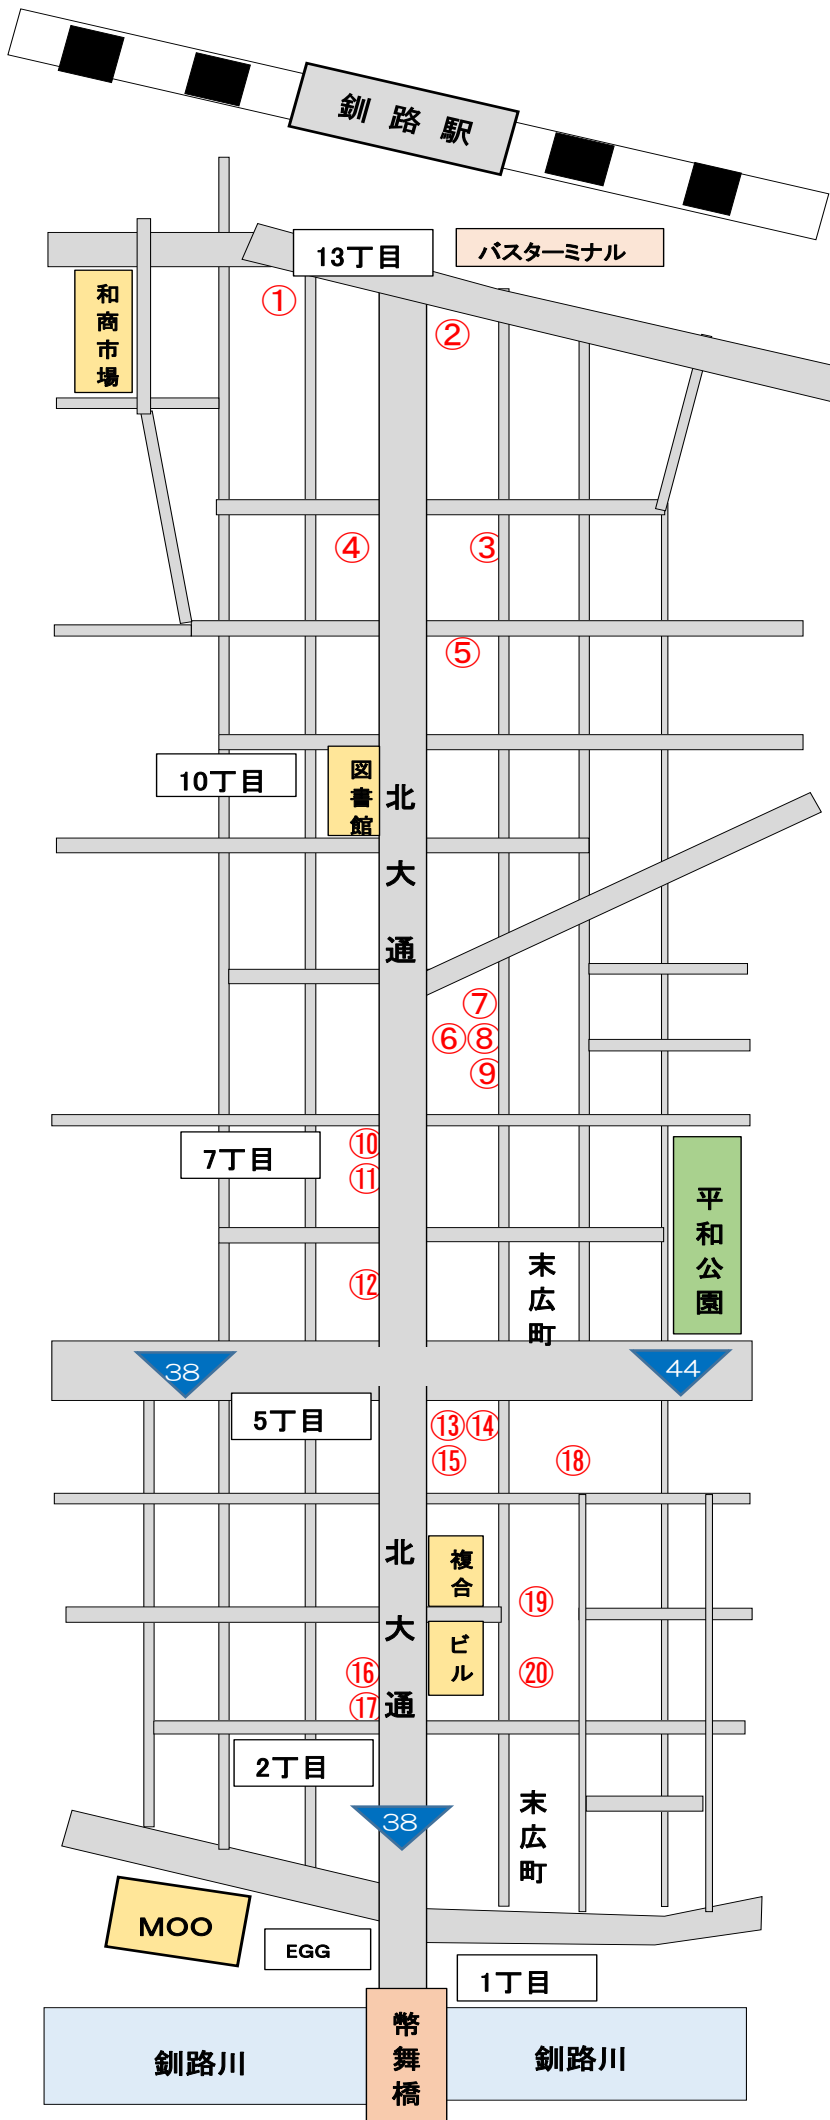 釧路駅
13丁目
バスターミナル
和商市場
①
②
④
③
⑤
10丁目
図書館
北大通
⑦
⑥⑧
⑨
7丁目
⑩
⑪
平和公園
末広町
⑫
38
44
5丁目
⑬⑭
⑮
⑱
北大通
複合
ビル
⑲
⑯
⑳
⑰
2丁目
38
末広町
MOO
EGG
1丁目
幣舞橋
釧路川
釧路川